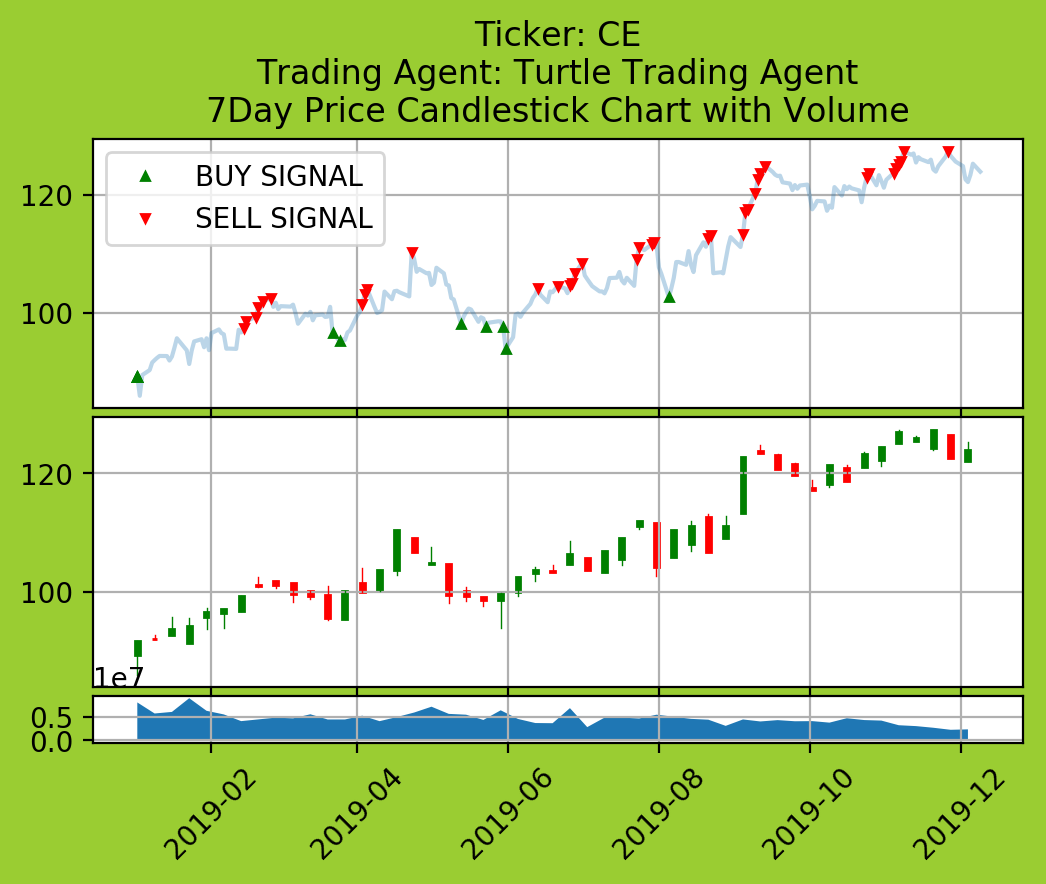 Ticker: CE
Trading Agent: Turtle Trading Agent
7Day Price Candlestick Chart with Volume
BUY SIGNAL
SELL SIGNAL
120
100
120
100
1e7
0.5
0.0
2019-02
2019-04
2019-06
2019-08
2019-10
2019-12